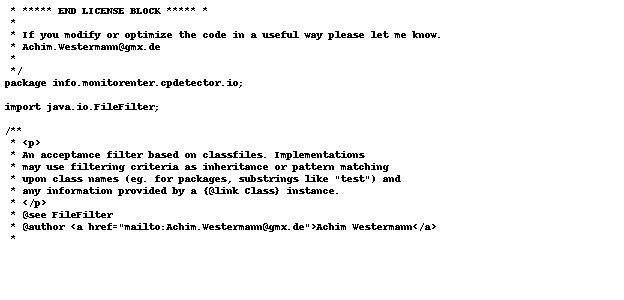 * ***** END LICENSE BLOCK ***** *
*
* If you modify or optimize the code in a useful way please let me know.
* Achim.Westermann@gmx.de
*
*/
package info.monitorenter.cpdetector.io;

import java.io.FileFilter;

/**
* <p>
* An acceptance filter based on classfiles. Implementations
* may use filtering criteria as inheritance or pattern matching
* upon class names (eg. for packages, substrings like "test") and
* any information provided by a {@link Class} instance.
* </p>
* @see FileFilter
* @author <a href="mailto:Achim.Westermann@gmx.de">Achim Westermann</a>
*